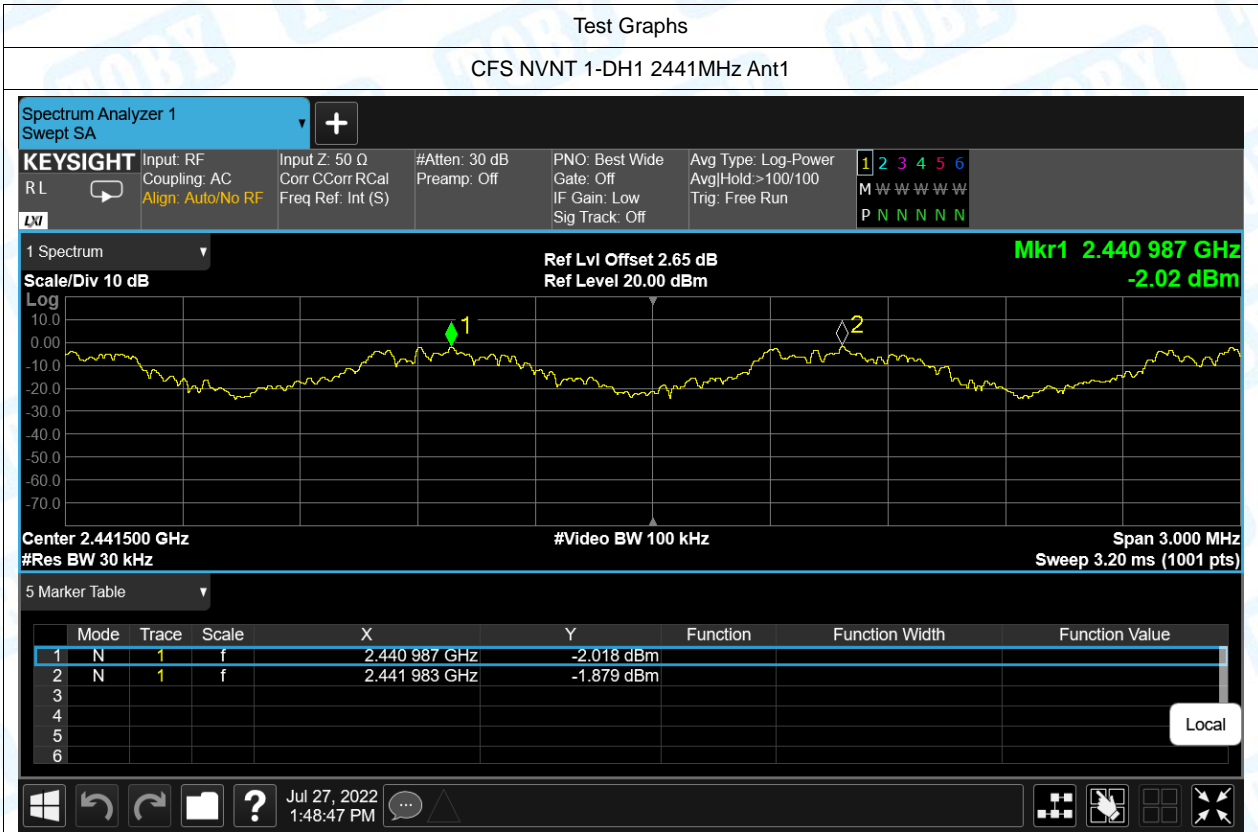 Test Graphs
CFS NVNT 1-DH1 2441MHz Ant1
Spectrum Analyzer 1
Swept SA
KEYSIGHT
RL
LXI
Input: RF
Coupling: AC
Align: Auto/No RF
Input Z: 50 Ω
Corr CCorr RCal
Freq Ref: Int (S)
#Atten: 30 dB
Preamp: Off
PNO: Best Wide
Gate: Off
IF Gain: Low
Sig Track: Off
Avg Type: Log-Power
Avg|Hold:>100/100
Trig: Free Run
1 2 3 4 5 6
M W W W W W W
P N N N N N N
1 Spectrum
Scale/Div 10 dB
Ref Lvl Offset 2.65 dB
Ref Level 20.00 dBm
Mkr1 2.440 987 GHz
-2.02 dBm
Log
10.0
0.00
-10.0
-20.0
-30.0
-40.0
-50.0
-60.0
-70.0
1
2
Center 2.441500 GHz
#Res BW 30 kHz
#Video BW 100 kHz
Span 3.000 MHz
Sweep 3.20 ms (1001 pts)
5 Marker Table
Mode Trace Scale X Y Function Function Width Function Value
1 N 1 f 2.440 987 GHz -2.018 dBm
2 N 1 f 2.441 983 GHz -1.879 dBm
3
4
5
6
Local
?
Jul 27, 2022
1:48:47 PM
TOBY